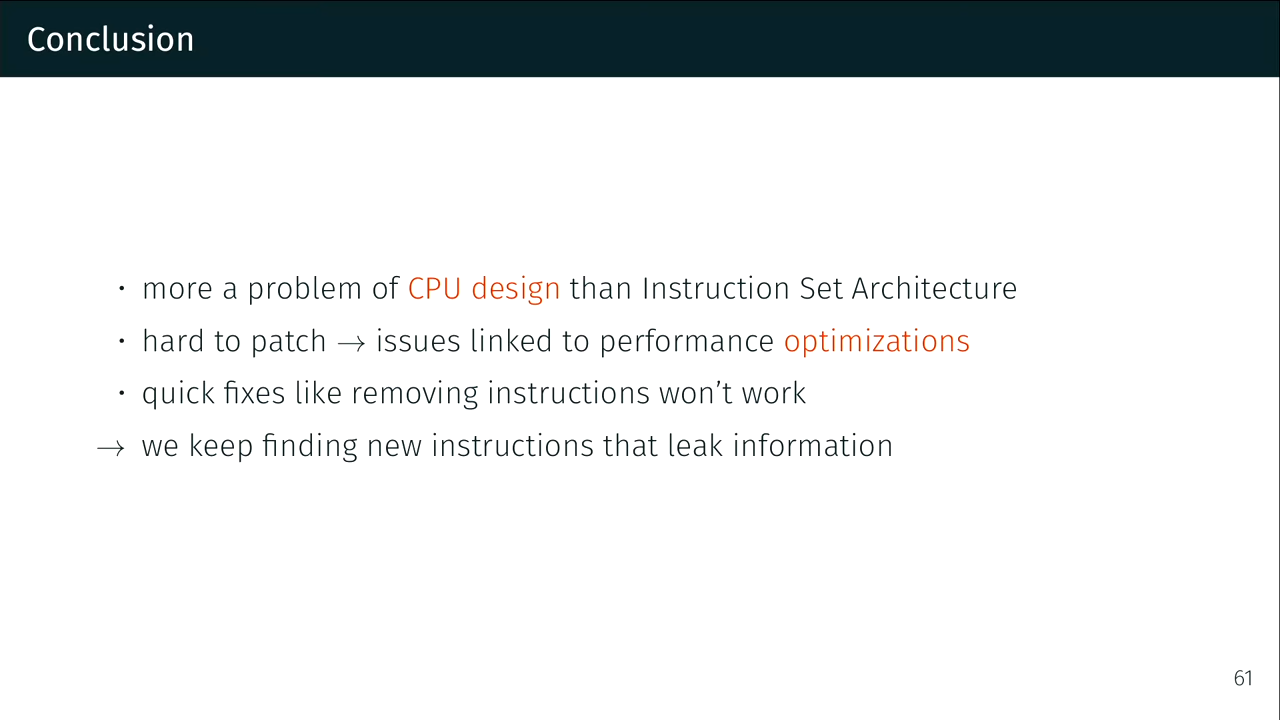 Conclusion
· more a problem of CPU design than Instruction Set Architecture
· hard to patch → issues linked to performance optimizations
· quick fixes like removing instructions won’t work
→ we keep finding new instructions that leak information
61